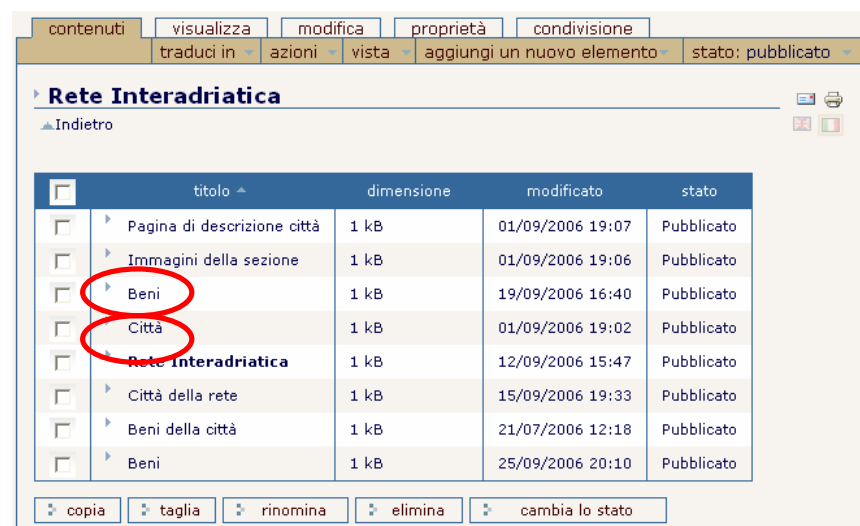 contenuti visualizza modifica proprietà condivisione
traduci in azioni vista aggiungi un nuovo elemento stato: pubblicato
Rete Interadriatica
Indietro
titolo dimensione modificato stato
Pagina di descrizione città 1 kB 01/09/2006 19:07 Pubblicato
Immagini della sezione 1 kB 01/09/2006 19:06 Pubblicato
Beni 1 kB 19/09/2006 16:40 Pubblicato
Città 1 kB 01/09/2006 19:02 Pubblicato
Rete Interadriatica 1 kB 12/09/2006 15:47 Pubblicato
Città della rete 1 kB 15/09/2006 19:33 Pubblicato
Beni della città 1 kB 21/07/2006 12:18 Pubblicato
Beni 1 kB 25/09/2006 20:10 Pubblicato
copia taglia rinomina elimina cambia lo stato